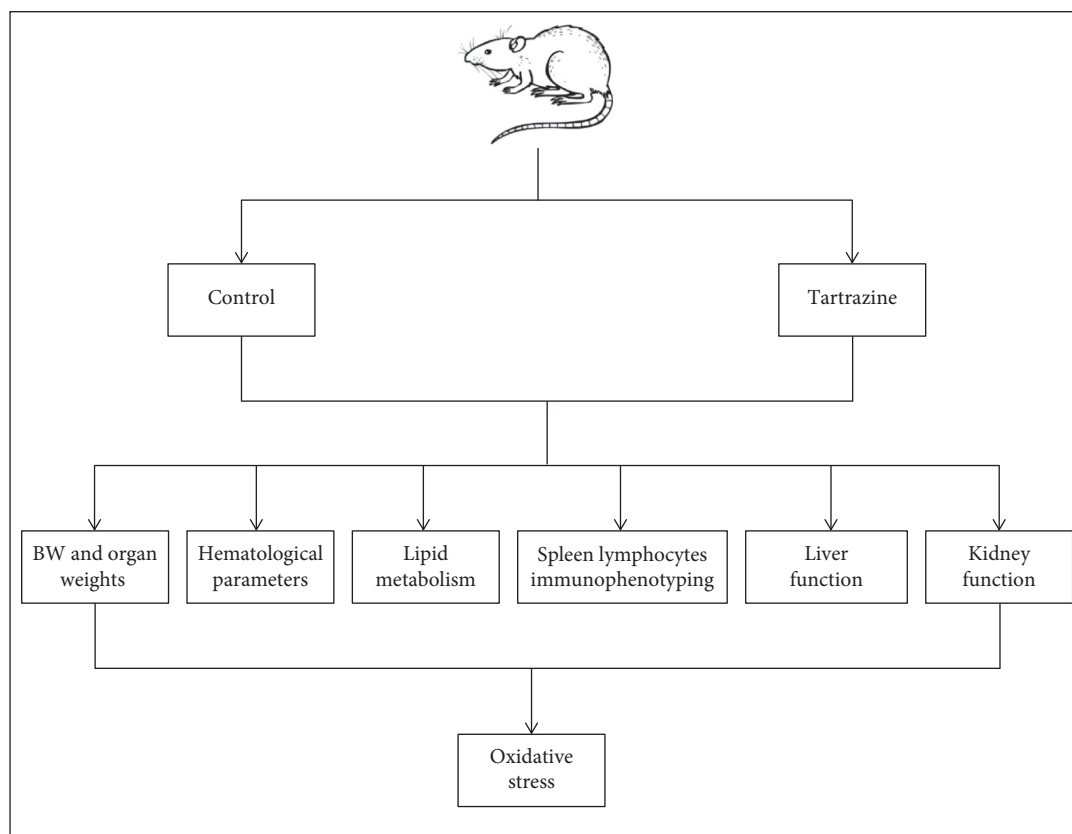 Control
Tartrazine
BW and organ
weights
Hematological
parameters
Lipid
metabolism
Spleen lymphocytes
immunophenotyping
Liver
function
Kidney
function
Oxidative
stress